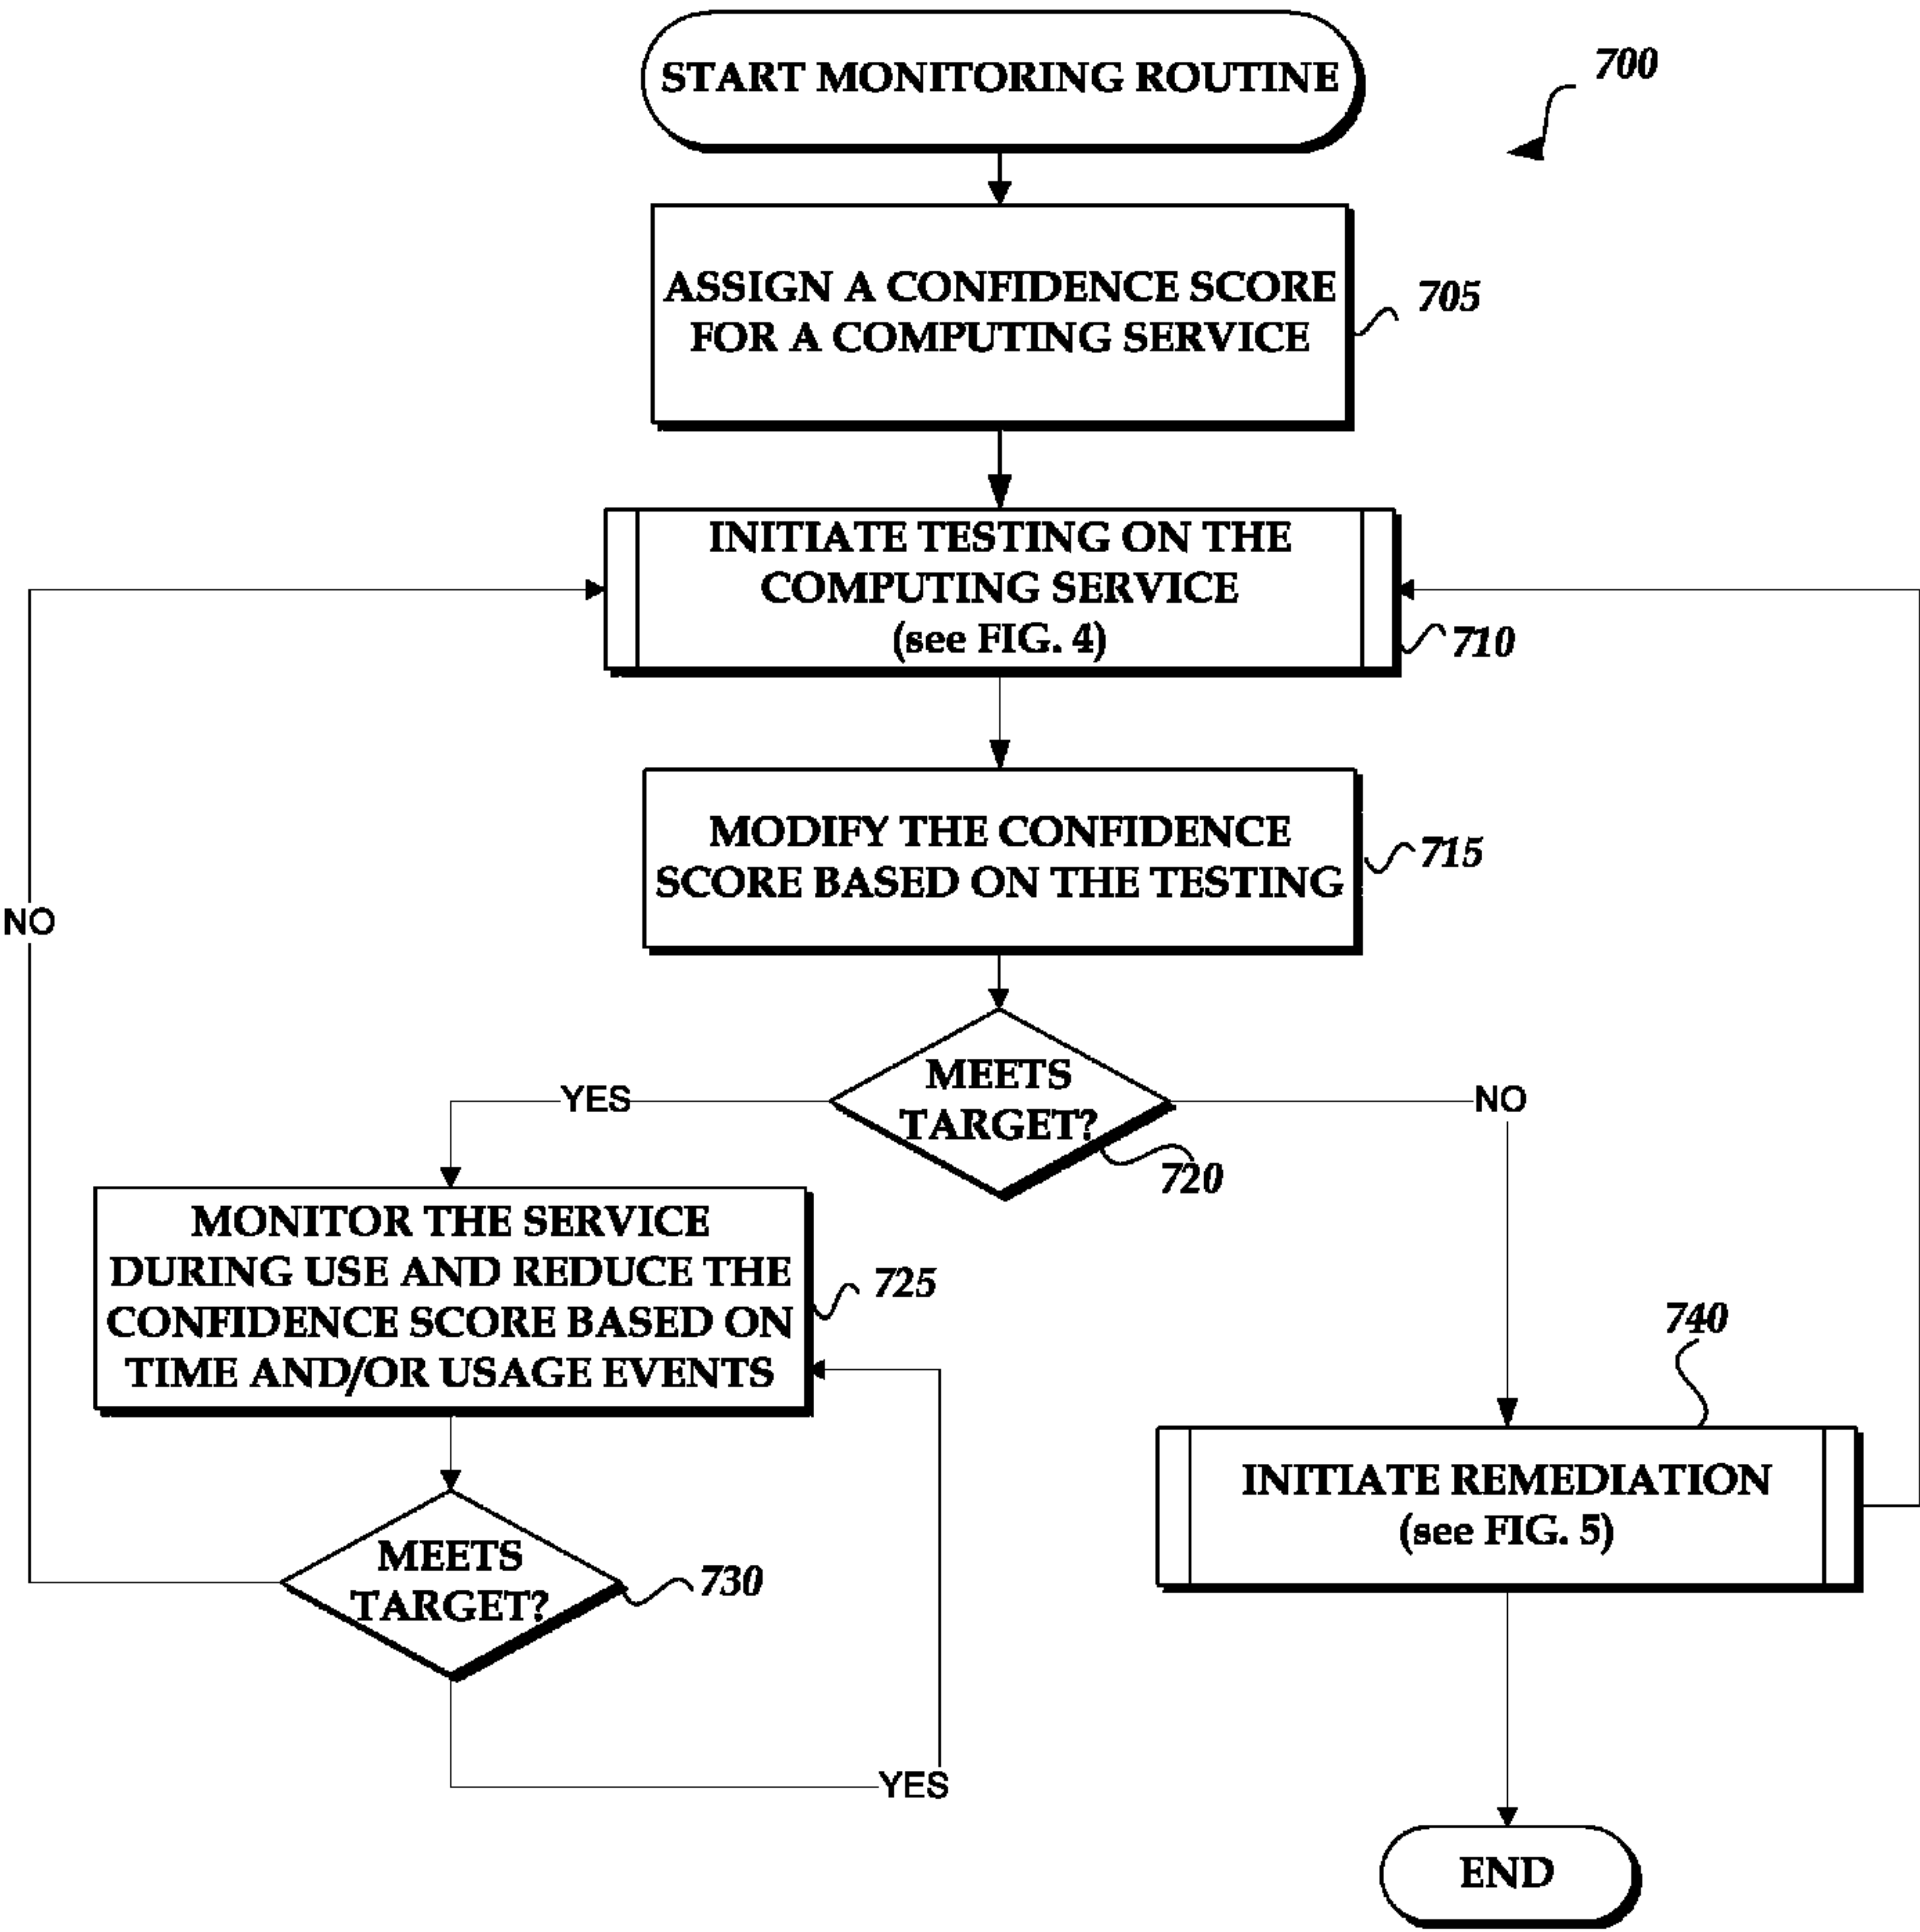 START MONITORING ROUTINE
700
ASSIGN A CONFIDENCE SCORE
FOR A COMPUTING SERVICE
705
INITIATE TESTING ON THE
COMPUTING SERVICE
(see FIG. 4)
710
MODIFY THE CONFIDENCE
SCORE BASED ON THE TESTING
715
NO
MEETS
TARGET?
720
YES
NO
MONITOR THE SERVICE
DURING USE AND REDUCE THE
CONFIDENCE SCORE BASED ON
TIME AND/OR USAGE EVENTS
725
740
INITIATE REMEDIATION
(see FIG. 5)
MEETS
TARGET?
730
YES
END